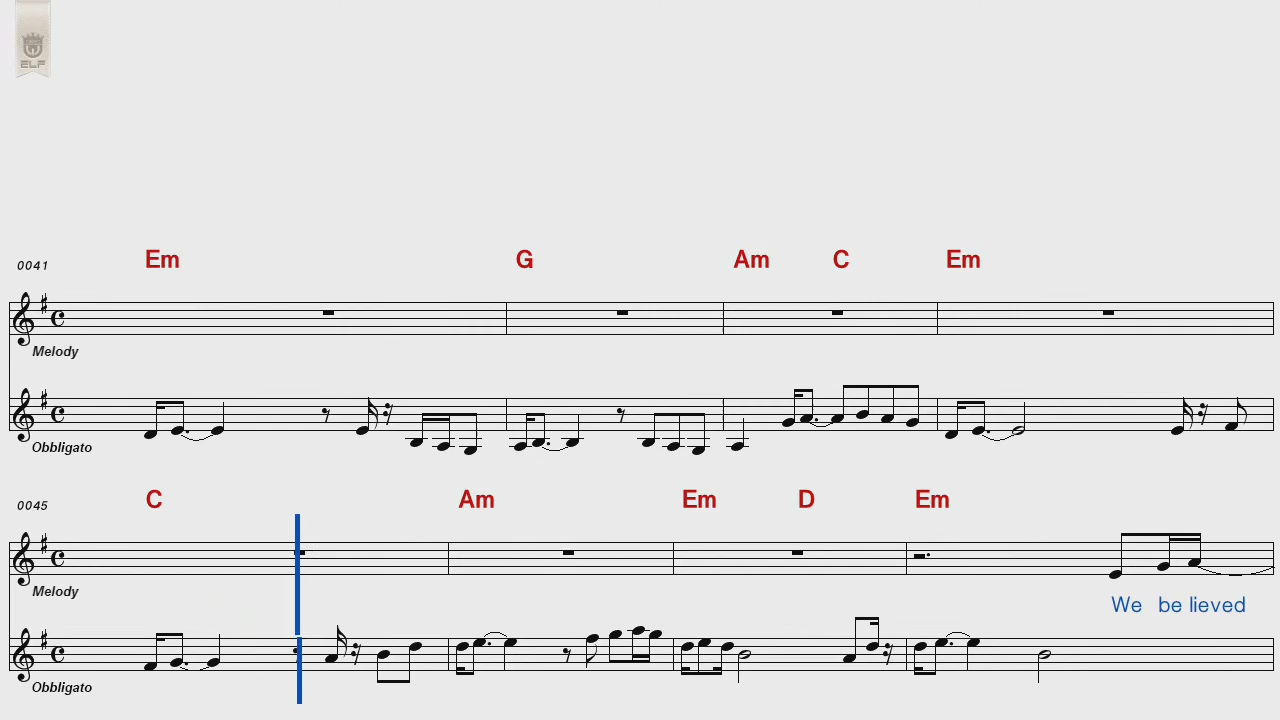 ELF
Em G Am C Em
0041
Melody
Obbligato
C Am Em D Em
0045
Melody
We be lieved
Obbligato